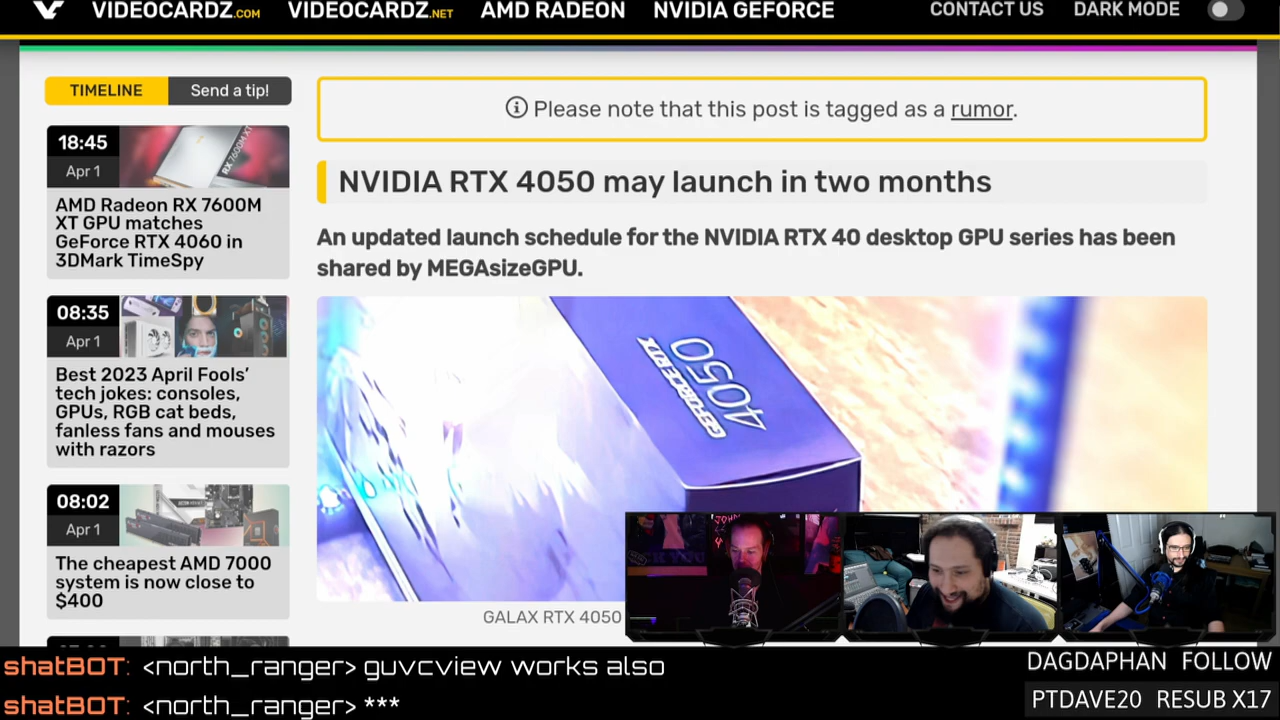 VIDEOCARDZ.COM
VIDEOCARDZ.NET
AMD RADEON
NVIDIA GEFORCE
CONTACT US
DARK MODE
TIMELINE
Send a tip!
18:45
Apr 1
RX 7600M XT
AMD Radeon RX 7600M
XT GPU matches
GeForce RTX 4060 in
3DMark TimeSpy
08:35
Apr 1
Best 2023 April Fools’
tech jokes: consoles,
GPUs, RGB cat beds,
fanless fans and mouses
with razors
08:02
Apr 1
The cheapest AMD 7000
system is now close to
$400
Please note that this post is tagged as a rumor.
NVIDIA RTX 4050 may launch in two months
An updated launch schedule for the NVIDIA RTX 40 desktop GPU series has been
shared by MEGAsizeGPU.
GEFORCE RTX
4050
GALAX RTX 4050
shatBOT: <north_ranger> guvcview works also
shatBOT: <north_ranger> ***
DAGDAPHAN FOLLOW
PTDAVE20 RESUB X17